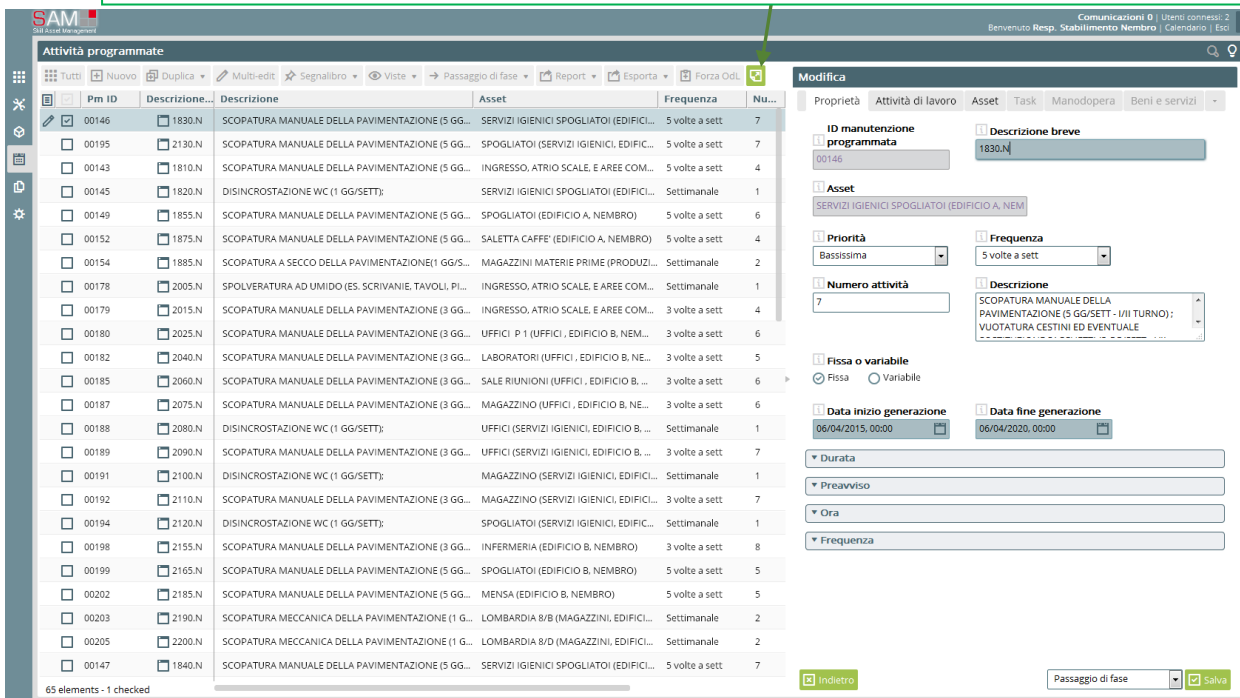 SAM
Skill Asset Management
Comunicazioni 0 | Utenti connessi: 2
Benvenuto Resp. Stabilimento Nembro | Calendario | Esci
Attività programmate
Tutti Nuovo Duplica Multi-edit Segnalibro Viste Passaggio di fase Report Esporta Forza OdL
Pm ID Descrizione... Descrizione Asset Frequenza Nu...
00146 1830.N SCOPATURA MANUALE DELLA PAVIMENTAZIONE (5 GG... SERVIZI IGIENICI SPOGLIATOI (EDIFICI... 5 volte a sett 7
00195 2130.N SCOPATURA MANUALE DELLA PAVIMENTAZIONE (5 GG... SPOGLIATOI (SERVIZI IGIENICI, EDIFIC... 5 volte a sett 7
00143 1810.N SCOPATURA MANUALE DELLA PAVIMENTAZIONE (5 GG... INGRESSO, ATRIO SCALE, E AREE COM... 5 volte a sett 4
00145 1820.N DISINCROSTAZIONE WC (1 GG/SETT); SERVIZI IGIENICI SPOGLIATOI (EDIFICI... Settimanale 1
00149 1855.N SCOPATURA MANUALE DELLA PAVIMENTAZIONE (5 GG... SPOGLIATOI (EDIFICIO A, NEMBRO) 5 volte a sett 6
00152 1875.N SCOPATURA MANUALE DELLA PAVIMENTAZIONE (5 GG... SALETTA CAFFE' (EDIFICIO A, NEMBRO) 5 volte a sett 4
00154 1885.N SCOPATURA A SECCO DELLA PAVIMENTAZIONE(1 GG/S... MAGAZZINI MATERIE PRIME (PRODUZI... Settimanale 2
00178 2005.N SPOLVERATURA AD UMIDO (ES. SCRIVANIE, TAVOLI, PI... INGRESSO, ATRIO SCALE, E AREE COM... Settimanale 1
00179 2015.N SCOPATURA MANUALE DELLA PAVIMENTAZIONE (3 GG... INGRESSO, ATRIO SCALE, E AREE COM... 3 volte a sett 4
00180 2025.N SCOPATURA MANUALE DELLA PAVIMENTAZIONE (3 GG... UFFICI P 1 (UFFICI , EDIFICIO B, NEM... 3 volte a sett 6
00182 2040.N SCOPATURA MANUALE DELLA PAVIMENTAZIONE (3 GG... LABORATORI (UFFICI , EDIFICIO B, NE... 3 volte a sett 5
00185 2060.N SCOPATURA MANUALE DELLA PAVIMENTAZIONE (3 GG... SALE RIUNIONI (UFFICI , EDIFICIO B, ... 3 volte a sett 6
00187 2075.N SCOPATURA MANUALE DELLA PAVIMENTAZIONE (3 GG... MAGAZZINO (UFFICI , EDIFICIO B, NE... 3 volte a sett 6
00188 2080.N DISINCROSTAZIONE WC (1 GG/SETT); UFFICI (SERVIZI IGIENICI, EDIFICIO B, ... Settimanale 1
00189 2090.N SCOPATURA MANUALE DELLA PAVIMENTAZIONE (3 GG... UFFICI (SERVIZI IGIENICI, EDIFICIO B, ... 3 volte a sett 7
00191 2100.N DISINCROSTAZIONE WC (1 GG/SETT); MAGAZZINO (SERVIZI IGIENICI, EDIFICI... Settimanale 1
00192 2110.N SCOPATURA MANUALE DELLA PAVIMENTAZIONE (3 GG... MAGAZZINO (SERVIZI IGIENICI, EDIFICI... 3 volte a sett 7
00194 2120.N DISINCROSTAZIONE WC (1 GG/SETT); SPOGLIATOI (SERVIZI IGIENICI, EDIFIC... Settimanale 1
00198 2155.N SCOPATURA MANUALE DELLA PAVIMENTAZIONE (3 GG... INFERMERIA (EDIFICIO B, NEMBRO) 3 volte a sett 8
00199 2165.N SCOPATURA MANUALE DELLA PAVIMENTAZIONE (5 GG... SPOGLIATOI (EDIFICIO B, NEMBRO) 5 volte a sett 5
00202 2185.N SCOPATURA MANUALE DELLA PAVIMENTAZIONE (5 GG... MENSA (EDIFICIO B, NEMBRO) 5 volte a sett 5
00203 2190.N SCOPATURA MECCANICA DELLA PAVIMENTAZIONE (1 G... LOMBARDIA 8/B (MAGAZZINI, EDIFICI... Settimanale 2
00205 2200.N SCOPATURA MECCANICA DELLA PAVIMENTAZIONE (1 G... LOMBARDIA 8/D (MAGAZZINI, EDIFICI... Settimanale 2
00147 1840.N SCOPATURA MANUALE DELLA PAVIMENTAZIONE (5 GG... SERVIZI IGIENICI SPOGLIATOI (EDIFICI... 5 volte a sett 7
65 elements - 1 checked
Modifica
Proprietà Attività di lavoro Asset Task Manodopera Beni e servizi
ID manutenzione programmata
00146
Descrizione breve
1830.N
Asset
SERVIZI IGIENICI SPOGLIATOI (EDIFICIO A, NEM
Priorità
Bassissima
Frequenza
5 volte a sett
Numero attività
7
Descrizione
SCOPATURA MANUALE DELLA
PAVIMENTAZIONE (5 GG/SETT - I/II TURNO) ;
VUOTATURA CESTINI ED EVENTUALE
Fissa o variabile
Fissa Variabile
Data inizio generazione
06/04/2015, 00:00
Data fine generazione
06/04/2020, 00:00
Durata
Preavviso
Ora
Frequenza
Indietro
Passaggio di fase
Salva